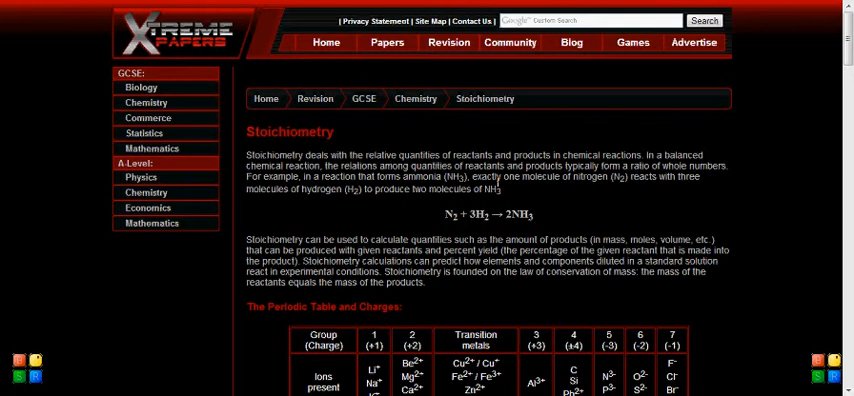 XTREME
PAPERS
| Privacy Statement | Site Map | Contact Us |
Google™ Custom Search
Search
Home Papers Revision Community Blog Games Advertise
GCSE:
Biology
Chemistry
Commerce
Statistics
Mathematics
A-Level:
Physics
Chemistry
Economics
Mathematics
Home Revision GCSE Chemistry Stoichiometry
Stoichiometry
Stoichiometry deals with the relative quantities of reactants and products in chemical reactions. In a balanced
chemical reaction, the relations among quantities of reactants and products typically form a ratio of whole numbers.
For example, in a reaction that forms ammonia (NH₃), exactly one molecule of nitrogen (N₂) reacts with three
molecules of hydrogen (H₂) to produce two molecules of NH₃
N₂ + 3H₂ → 2NH₃
Stoichiometry can be used to calculate quantities such as the amount of products (in mass, moles, volume, etc.)
that can be produced with given reactants and percent yield (the percentage of the given reactant that is made into
the product). Stoichiometry calculations can predict how elements and components diluted in a standard solution
react in experimental conditions. Stoichiometry is founded on the law of conservation of mass: the mass of the
reactants equals the mass of the products.
The Periodic Table and Charges:
Group 1 2 Transition 3 4 5 6 7
(Charge) (+1) (+2) metals (+3) (±4) (-3) (-2) (-1)
Ions
present
Li⁺
Na⁺
K⁺
Be²⁺
Mg²⁺
Ca²⁺
Cu²⁺ / Cu⁺
Fe²⁺ / Fe³⁺
Zn²⁺
Al³⁺
C
Si
Pb²⁺
N³⁻
P³⁻
O²⁻
S²⁻
F⁻
Cl⁻
Br⁻
S R
S R